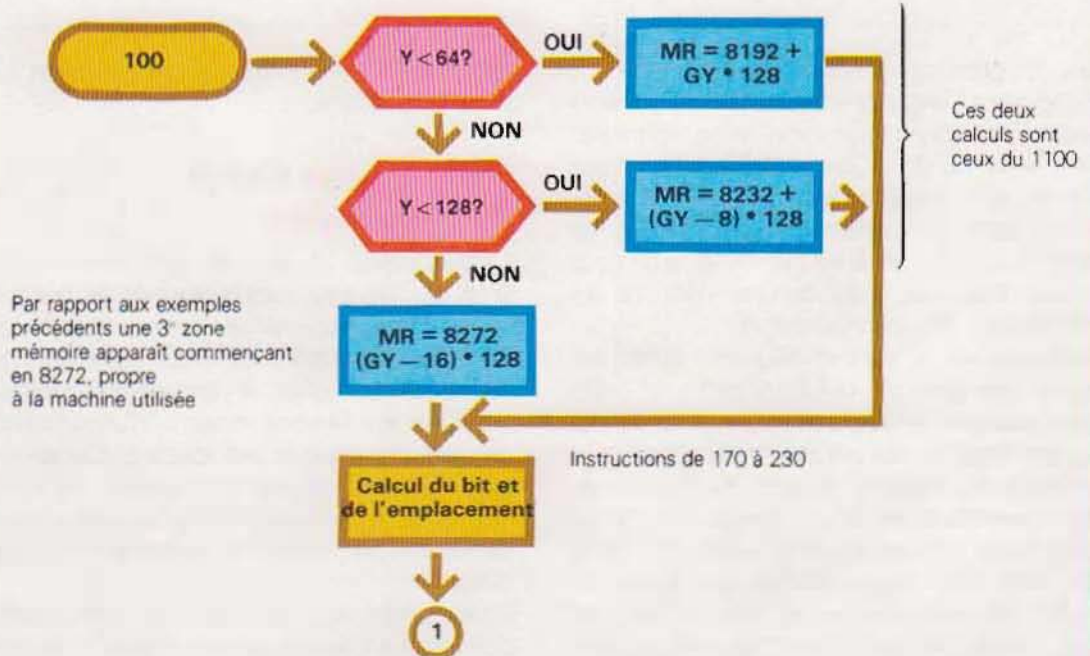 100
Y < 64?
OUI
MR = 8192 +
GY * 128
Ces deux
calculs sont
ceux du 1100
NON
Y < 128?
OUI
MR = 8232 +
(GY – 8) * 128
NON
Par rapport aux exemples
précédents une 3e zone
mémoire apparaît commençant
en 8272, propre
à la machine utilisée
MR = 8272
(GY – 16) * 128
Instructions de 170 à 230
Calcul du bit et
de l'emplacement
1